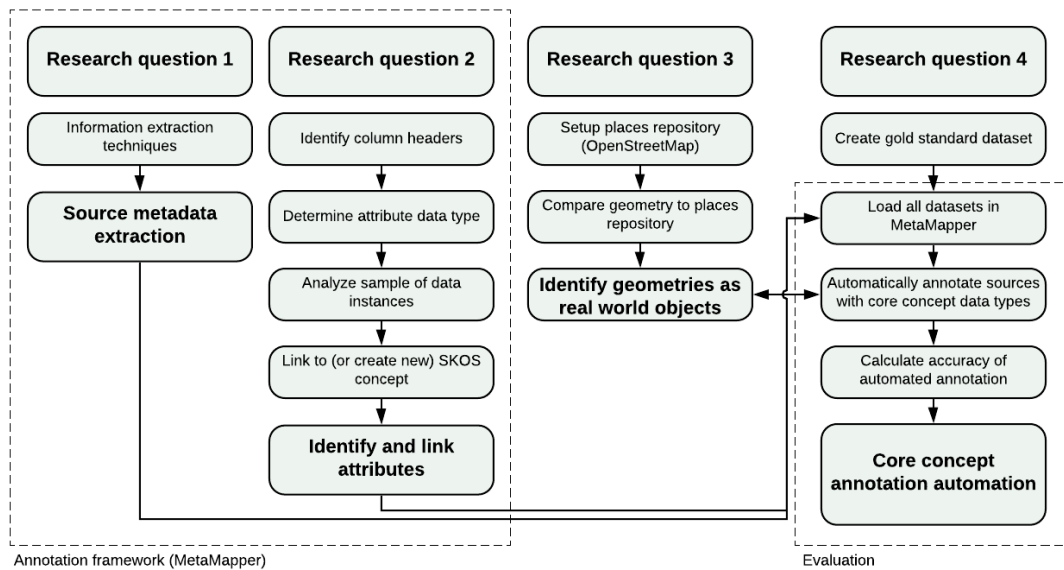 Research question 1
Information extraction
techniques
Source metadata
extraction
Research question 2
Identify column headers
Determine attribute data type
Analyze sample of data
instances
Link to (or create new) SKOS
concept
Identify and link
attributes
Annotation framework (MetaMapper)
Research question 3
Setup places repository
(OpenStreetMap)
Compare geometry to places
repository
Identify geometries as
real world objects
Research question 4
Create gold standard dataset
Load all datasets in
MetaMapper
Automatically annotate sources
with core concept data types
Calculate accuracy of
automated annotation
Core concept
annotation automation
Evaluation